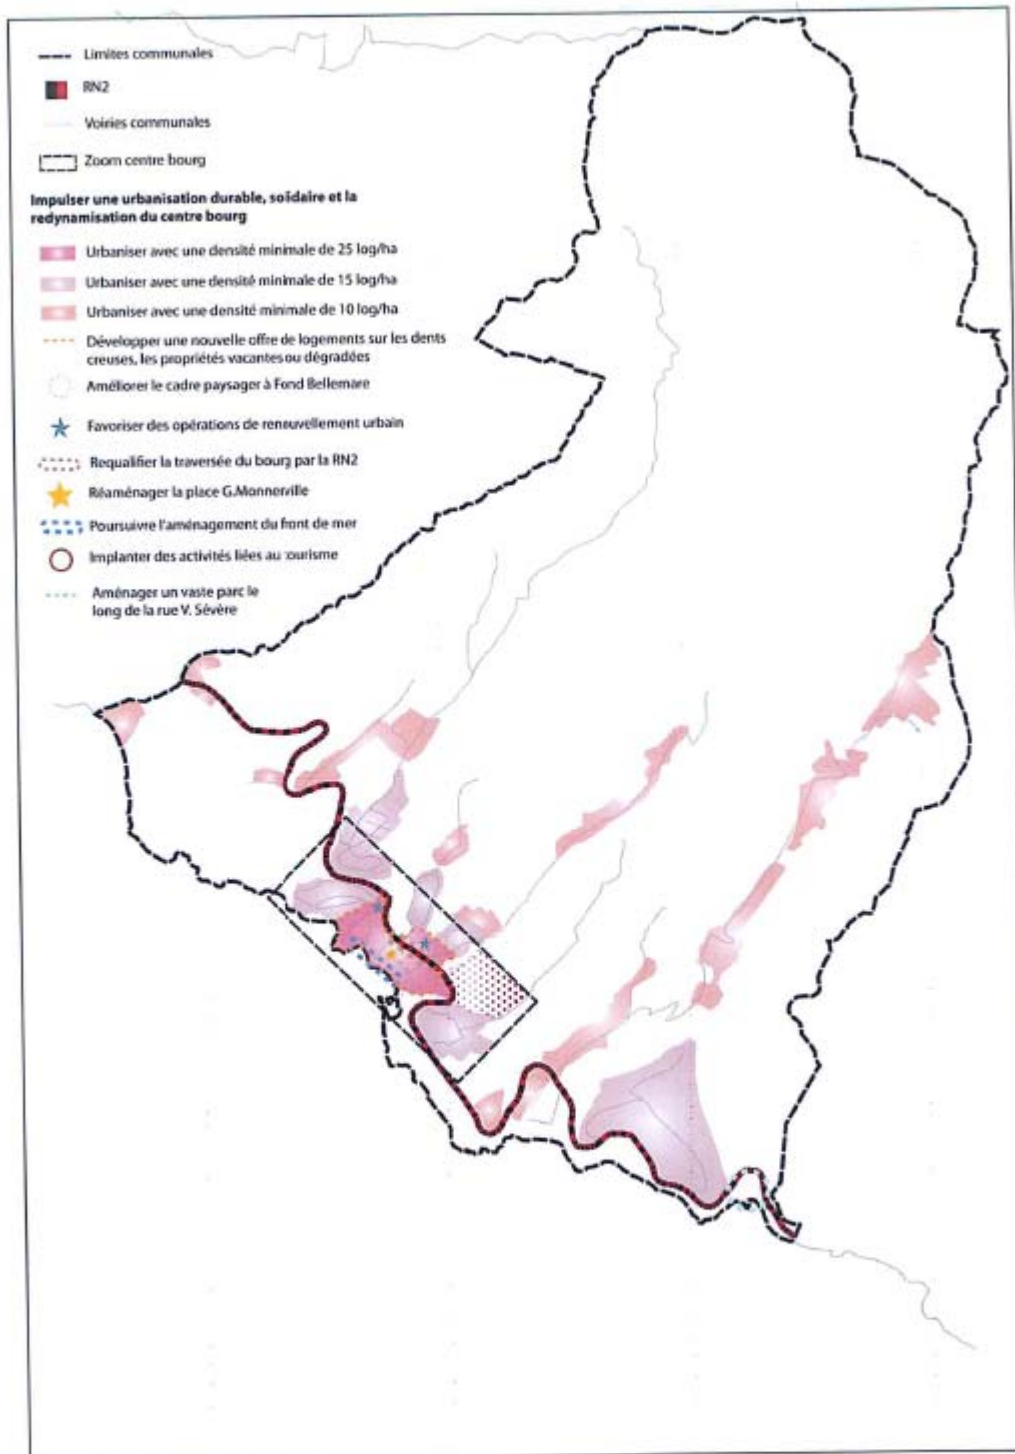 Limites communales
RN2
Voiries communales
Zoom centre bourg
Impulser une urbanisation durable, solidaire et la
redynamisation du centre bourg
Urbaniser avec une densité minimale de 25 log/ha
Urbaniser avec une densité minimale de 15 log/ha
Urbaniser avec une densité minimale de 10 log/ha
Développer une nouvelle offre de logements sur les dents
creuses, les propriétés vacantes ou dégradées
Améliorer le cadre paysager à Fond Bellemare
Favoriser des opérations de renouvellement urbain
Requalifier la traversée du bourg par la RN2
Réaménager la place G.Monnerville
Poursuivre l'aménagement du front de mer
Implanter des activités liées au tourisme
Aménager un vaste parc le
long de la rue V. Sévère